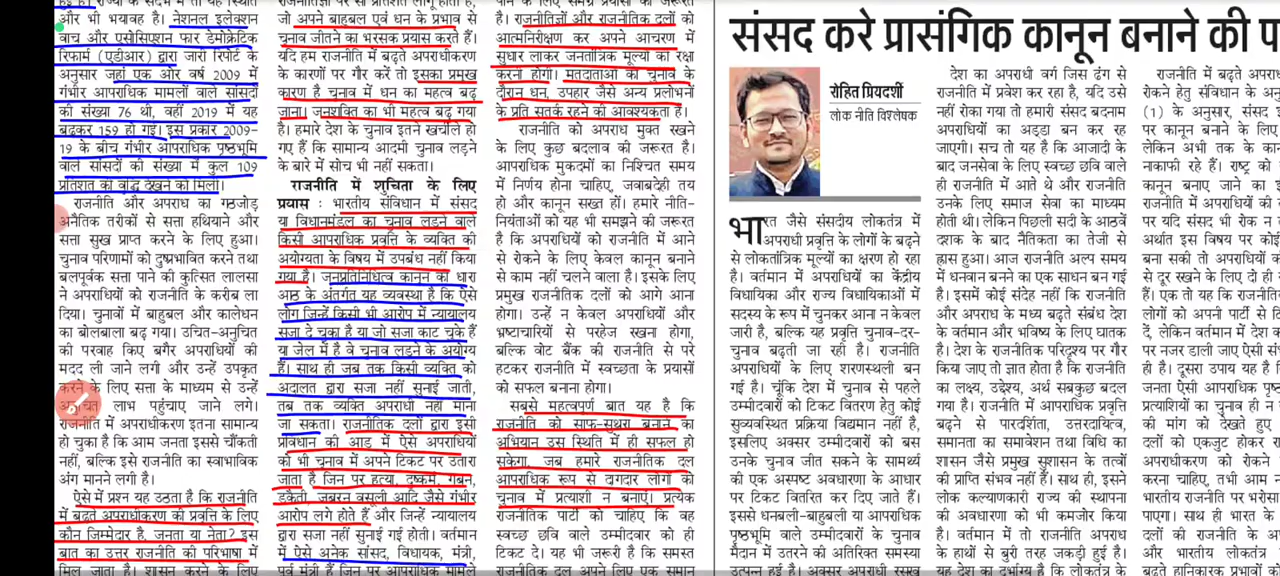 और भी भयावह है। नेशनल इलेक्शन
वाच और एसोसिएशन फार डेमोक्रेटिक
रिफार्म (एडीआर) द्वारा जारी रिपोर्ट के
अनुसार जहां एक ओर वर्ष 2009 में
गंभीर आपराधिक मामलों वाले सांसदों
की संख्या 76 थी, वहीं 2019 में यह
बढ़कर 159 हो गई। इस प्रकार 2009-
19 के बीच गंभीर आपराधिक पृष्ठभूमि
वाले सांसदों की संख्या में कुल 109
प्रतिशत की वृद्धि देखने को मिली।
राजनीति और अपराध का गठजोड़
अनैतिक तरीकों से सत्ता हथियाने और
सत्ता सुख प्राप्त करने के लिए हुआ।
चुनाव परिणामों को दुष्प्रभावित करने तथा
बलपूर्वक सत्ता पाने की कुत्सित लालसा
ने अपराधियों को राजनीति के करीब ला
दिया। चुनावों में बाहुबल और कालेधन
का बोलबाला बढ़ गया। उचित-अनुचित
की परवाह किए बगैर अपराधियों की
मदद ली जाने लगी और उन्हें उपकृत
करने के लिए सत्ता के माध्यम से उन्हें
लाभ पहुंचाए जाने लगे।
राजनीति में अपराधीकरण इतना सामान्य
हो चुका है कि आम जनता इससे चौंकती
नहीं, बल्कि इसे राजनीति का स्वाभाविक
अंग मानने लगी है।
ऐसे में प्रश्न यह उठता है कि राजनीति
में बढ़ते अपराधीकरण की प्रवृत्ति के लिए
कौन जिम्मेदार है, जनता या नेता? इस
बात का उत्तर राजनीति की परिभाषा में
मिल जाता है। शासन करने के लिए
जो अपने बाहुबल एवं धन के प्रभाव से
चुनाव जीतने का भरसक प्रयास करते हैं।
यदि हम राजनीति में बढ़ते अपराधीकरण
के कारणों पर गौर करें तो इसका प्रमुख
कारण है चुनाव में धन का महत्व बढ़
जाना। जनशक्ति का भी महत्व बढ़ गया
है। हमारे देश के चुनाव इतने खर्चीले हो
गए हैं कि सामान्य आदमी चुनाव लड़ने
के बारे में सोच भी नहीं सकता।
राजनीति में शुचिता के लिए
प्रयास : भारतीय संविधान में संसद
या विधानमंडल का चुनाव लड़ने वाले
किसी आपराधिक प्रवृत्ति के व्यक्ति की
अयोग्यता के विषय में उपबंध नहीं किया
गया है। जनप्रतिनिधित्व कानून की धारा
आठ के अंतर्गत यह व्यवस्था है कि ऐसे
लोग जिन्हें किसी भी आरोप में न्यायालय
सजा दे चुका है या जो सजा काट चुके हैं
या जेल में है वे चुनाव लड़ने के अयोग्य
हैं। साथ ही जब तक किसी व्यक्ति को
अदालत द्वारा सजा नहीं सुनाई जाती,
तब तक व्यक्ति अपराधी नहीं माना
जा सकता। राजनीतिक दलों द्वारा इसी
प्रावधान की आड़ में ऐसे अपराधियों
को भी चुनाव में अपने टिकट पर उतारा
जाता है जिन पर हत्या, दुष्कर्म, गबन,
डकैती, जबरन वसूली आदि जैसे गंभीर
आरोप लगे होते हैं और जिन्हें न्यायालय
द्वारा सजा नहीं सुनाई गई होती। वर्तमान
में ऐसे अनेक सांसद, विधायक, मंत्री,
पूर्व मंत्री हैं जिन पर आपराधिक मामले
है। राजनीतिज्ञों और राजनीतिक दलों को
आत्मनिरीक्षण कर अपने आचरण में
सुधार लाकर जनतांत्रिक मूल्यों की रक्षा
करनी होगी। मतदाताओं को चुनाव के
दौरान धन, उपहार जैसे अन्य प्रलोभनों
के प्रति सतर्क रहने की आवश्यकता है।
राजनीति को अपराध मुक्त रखने
के लिए कुछ बदलाव की जरूरत है।
आपराधिक मुकदमों का निश्चित समय
में निर्णय होना चाहिए, जवाबदेही तय
हो और कानून सख्त हों। हमारे नीति-
नियंताओं को यह भी समझने की जरूरत
है कि अपराधियों को राजनीति में आने
से रोकने के लिए केवल कानून बनाने
से काम नहीं चलने वाला है। इसके लिए
प्रमुख राजनीतिक दलों को आगे आना
होगा। उन्हें न केवल अपराधियों और
भ्रष्टाचारियों से परहेज रखना होगा,
बल्कि वोट बैंक की राजनीति से परे
हटकर राजनीति में स्वच्छता के प्रयासों
को सफल बनाना होगा।
सबसे महत्वपूर्ण बात यह है कि
राजनीति को साफ-सुथरा बनाने का
अभियान उस स्थिति में ही सफल हो
सकेगा, जब हमारे राजनीतिक दल
आपराधिक रूप से दागदार लोगों को
चुनाव में प्रत्याशी न बनाएं। प्रत्येक
राजनीतिक पार्टी को चाहिए कि वह
स्वच्छ छवि वाले उम्मीदवार को ही
टिकट दे। यह भी जरूरी है कि समस्त
राजनीतिक दल अपने लिए एक समान
संसद करे प्रासंगिक कानून बनाने की
रोहित प्रियदर्शी
लोक नीति विश्लेषक
भा जैसे संसदीय लोकतंत्र में
अपराधी प्रवृत्ति के लोगों के बढ़ने
से लोकतांत्रिक मूल्यों का क्षरण हो रहा
है। वर्तमान में अपराधियों का केंद्रीय
विधायिका और राज्य विधायिकाओं में
सदस्य के रूप में चुनकर आना न केवल
जारी है, बल्कि यह प्रवृत्ति चुनाव-दर-
चुनाव बढ़ती जा रही है। राजनीति
अपराधियों के लिए शरणस्थली बन
गई है। चूंकि देश में चुनाव से पहले
उम्मीदवारों को टिकट वितरण हेतु कोई
सुव्यवस्थित प्रक्रिया विद्यमान नहीं है,
इसलिए अक्सर उम्मीदवारों को बस
उनके चुनाव जीत सकने के सामर्थ्य
की एक अस्पष्ट अवधारणा के आधार
पर टिकट वितरित कर दिए जाते हैं।
इससे धनबली-बाहुबली या आपराधिक
पृष्ठभूमि वाले उम्मीदवारों के चुनाव
मैदान में उतरने की अतिरिक्त समस्या
उत्पन्न हुई है। अक्सर अपराधी रसूख
देश का अपराधी वर्ग जिस ढंग से
राजनीति में प्रवेश कर रहा है, यदि उसे
नहीं रोका गया तो हमारी संसद बदनाम
अपराधियों का अड्डा बन कर रह
जाएगी। सच तो यह है कि आजादी के
बाद जनसेवा के लिए स्वच्छ छवि वाले
ही राजनीति में आते थे और राजनीति
उनके लिए समाज सेवा का माध्यम
होती थी। लेकिन पिछली सदी के आठवें
दशक के बाद नैतिकता का तेजी से
ह्रास हुआ। आज राजनीति अल्प समय
में धनवान बनने का एक साधन बन गई
है। इसमें कोई संदेह नहीं कि राजनीति
और अपराध के मध्य बढ़ते संबंध देश
के वर्तमान और भविष्य के लिए घातक
हैं। देश के राजनीतिक परिदृश्य पर गौर
किया जाए तो ज्ञात होता है कि राजनीति
का लक्ष्य, उद्देश्य, अर्थ सबकुछ बदल
गया है। राजनीति में आपराधिक प्रवृत्ति
बढ़ने से पारदर्शिता, उत्तरदायित्व,
समानता का समावेशन तथा विधि का
शासन जैसे प्रमुख सुशासन के तत्वों
की प्राप्ति संभव नहीं है। साथ ही, इसने
लोक कल्याणकारी राज्य की स्थापना
की अवधारणा को भी कमजोर किया
है। वर्तमान में तो राजनीति अपराध
के हाथों से बुरी तरह जकड़ी हुई है।
यह देश का दुर्भाग्य है कि लोकतंत्र के
राजनीति में बढ़ते अपरा
रोकने हेतु संविधान के अनु
(1) के अनुसार, संसद
पर कानून बनाने के लिए
लेकिन अभी तक के कान
नाकाफी रहे हैं। राष्ट्र को
कानून बनाए जाने का इ
पर यदि संसद भी रोक न
अर्थात इस विषय पर कोई
बना सकी तो अपराधियों क
से दूर रखने के लिए दो ही
हैं। एक तो यह कि राजनीति
लोगों को अपनी पार्टी से टि
दें, लेकिन वर्तमान में देश क
पर नजर डाली जाए ऐसी सं
है। दूसरा उपाय यह है
जनता ऐसी आपराधिक पृष्
प्रत्याशियों का चुनाव ही न
की मांग को देखते हुए
दलों को एकजुट होकर
अपराधीकरण को रोकने
करना चाहिए, तभी आम न
भारतीय राजनीति पर भरोसा
पाएगा। साथ ही भारत के
दलों की राजनीति के अ
और भारतीय लोकतंत्र
बढ़ते हानिकारक प्रभावों को